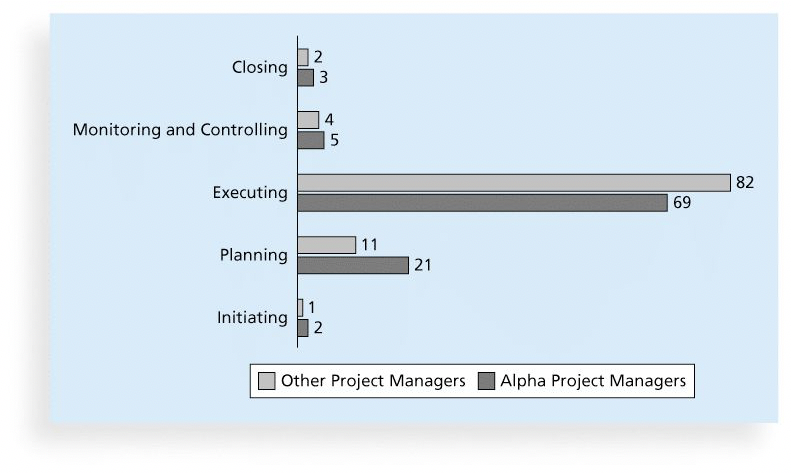 Closing
2
3
Monitoring and Controlling
4
5
Executing
82
69
Planning
11
21
Initiating
1
2
Other Project Managers
Alpha Project Managers